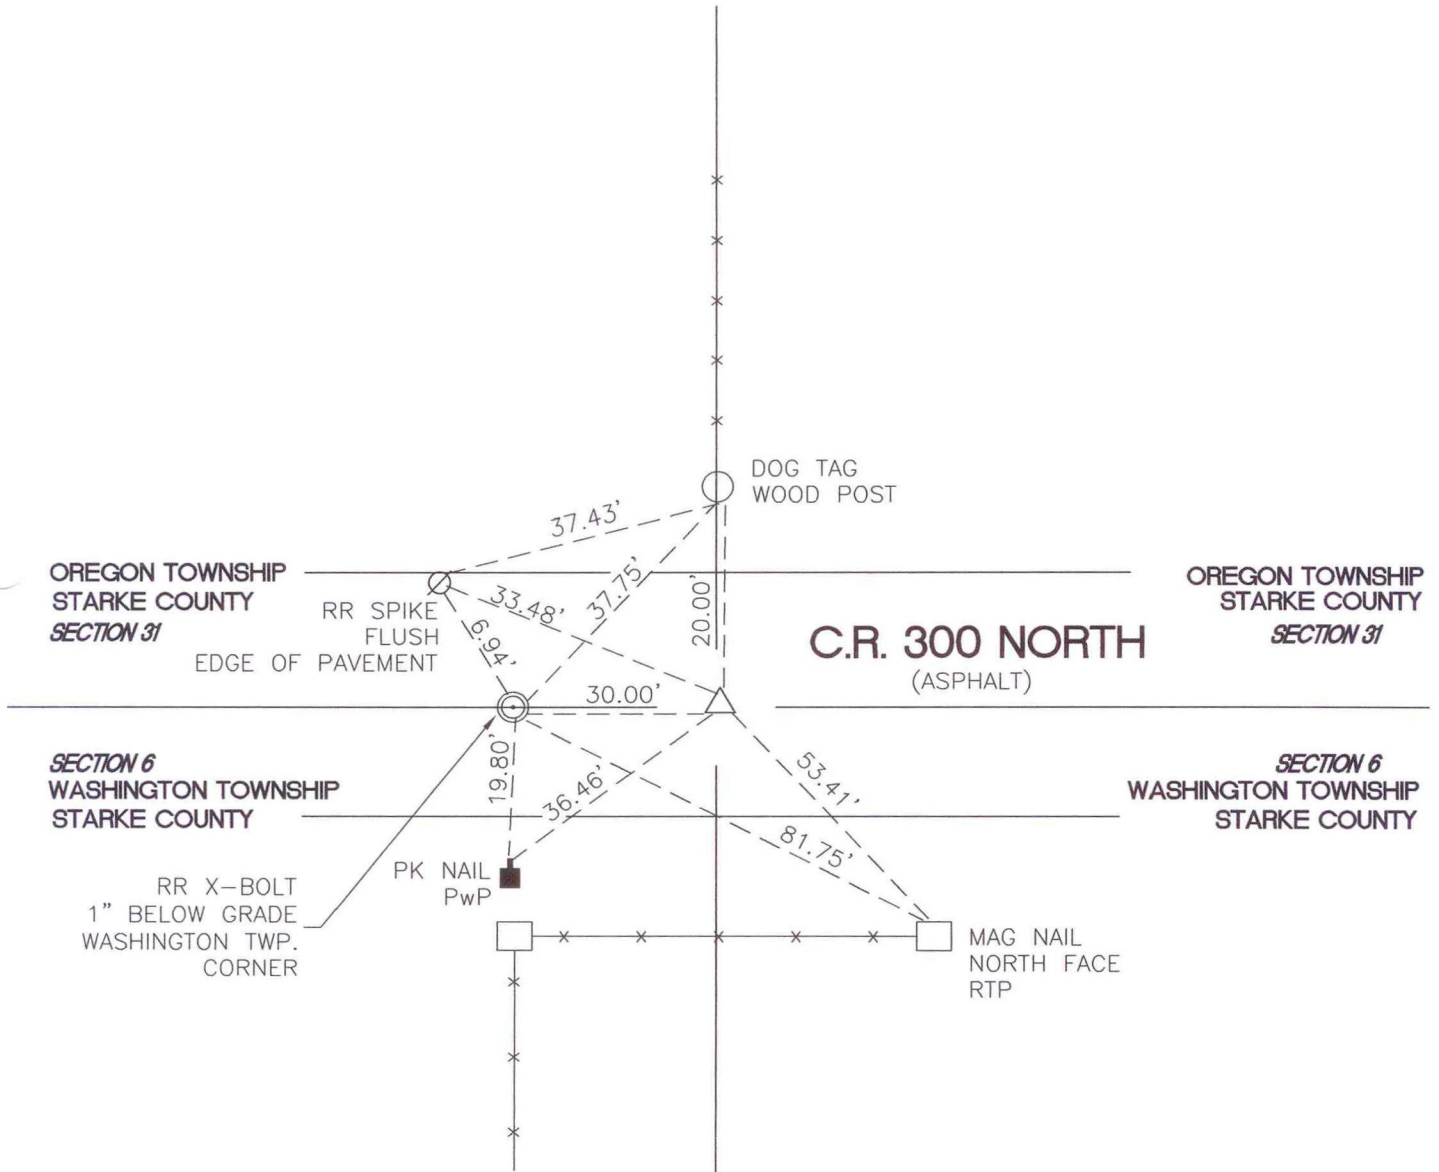 DOG TAG
WOOD POST
37.43'
OREGON TOWNSHIP
STARKE COUNTY
SECTION 31
RR SPIKE
FLUSH
EDGE OF PAVEMENT
33.48'
37.75'
6.94'
20.00'
C.R. 300 NORTH
(ASPHALT)
OREGON TOWNSHIP
STARKE COUNTY
SECTION 31
30.00'
SECTION 6
WASHINGTON TOWNSHIP
STARKE COUNTY
19.80'
36.46'
53.41'
81.75'
SECTION 6
WASHINGTON TOWNSHIP
STARKE COUNTY
RR X-BOLT
1" BELOW GRADE
WASHINGTON TWP.
CORNER
PK NAIL
PwP
MAG NAIL
NORTH FACE
RTP